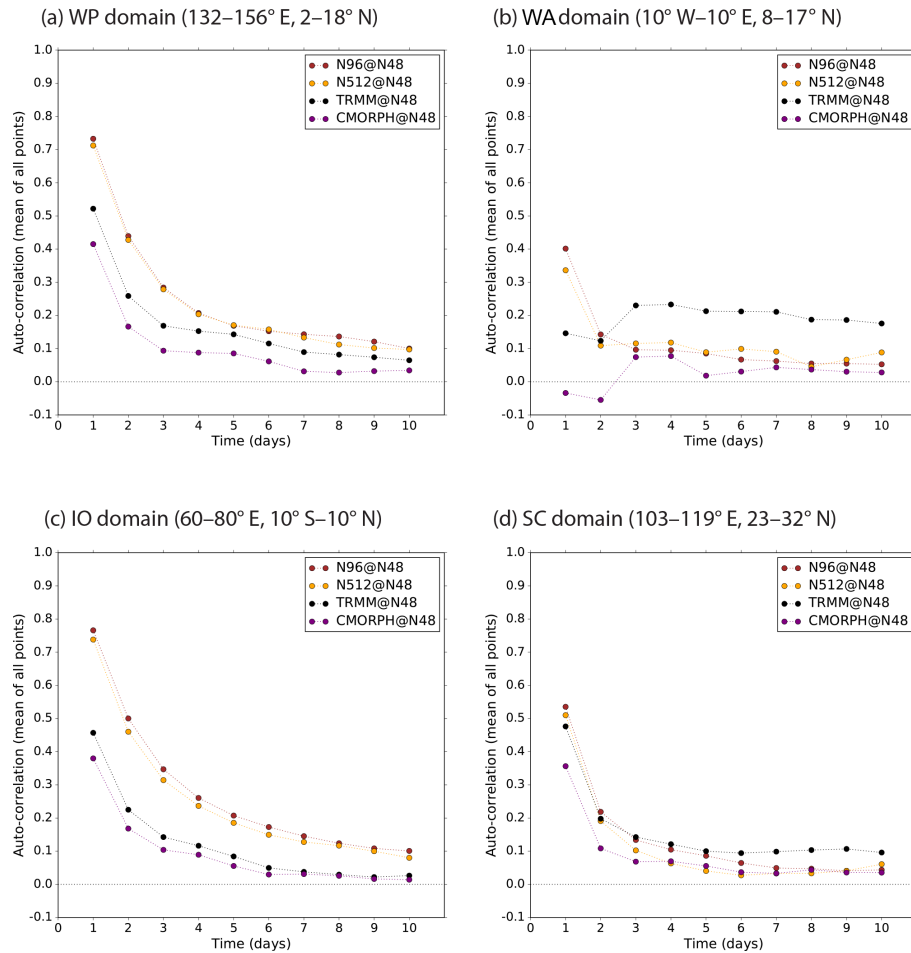 (a) WP domain (132–156° E, 2–18° N)
1.0
0.9
0.8
0.7
0.6
0.5
0.4
0.3
0.2
0.1
0.0
-0.1
Auto-correlation (mean of all points)
N96@N48
N512@N48
TRMM@N48
CMORPH@N48
0 1 2 3 4 5 6 7 8 9 10
Time (days)
(b) WA domain (10° W–10° E, 8–17° N)
1.0
0.9
0.8
0.7
0.6
0.5
0.4
0.3
0.2
0.1
0.0
-0.1
Auto-correlation (mean of all points)
N96@N48
N512@N48
TRMM@N48
CMORPH@N48
0 1 2 3 4 5 6 7 8 9 10
Time (days)
(c) IO domain (60–80° E, 10° S–10° N)
1.0
0.9
0.8
0.7
0.6
0.5
0.4
0.3
0.2
0.1
0.0
-0.1
Auto-correlation (mean of all points)
N96@N48
N512@N48
TRMM@N48
CMORPH@N48
0 1 2 3 4 5 6 7 8 9 10
Time (days)
(d) SC domain (103–119° E, 23–32° N)
1.0
0.9
0.8
0.7
0.6
0.5
0.4
0.3
0.2
0.1
0.0
-0.1
Auto-correlation (mean of all points)
N96@N48
N512@N48
TRMM@N48
CMORPH@N48
0 1 2 3 4 5 6 7 8 9 10
Time (days)